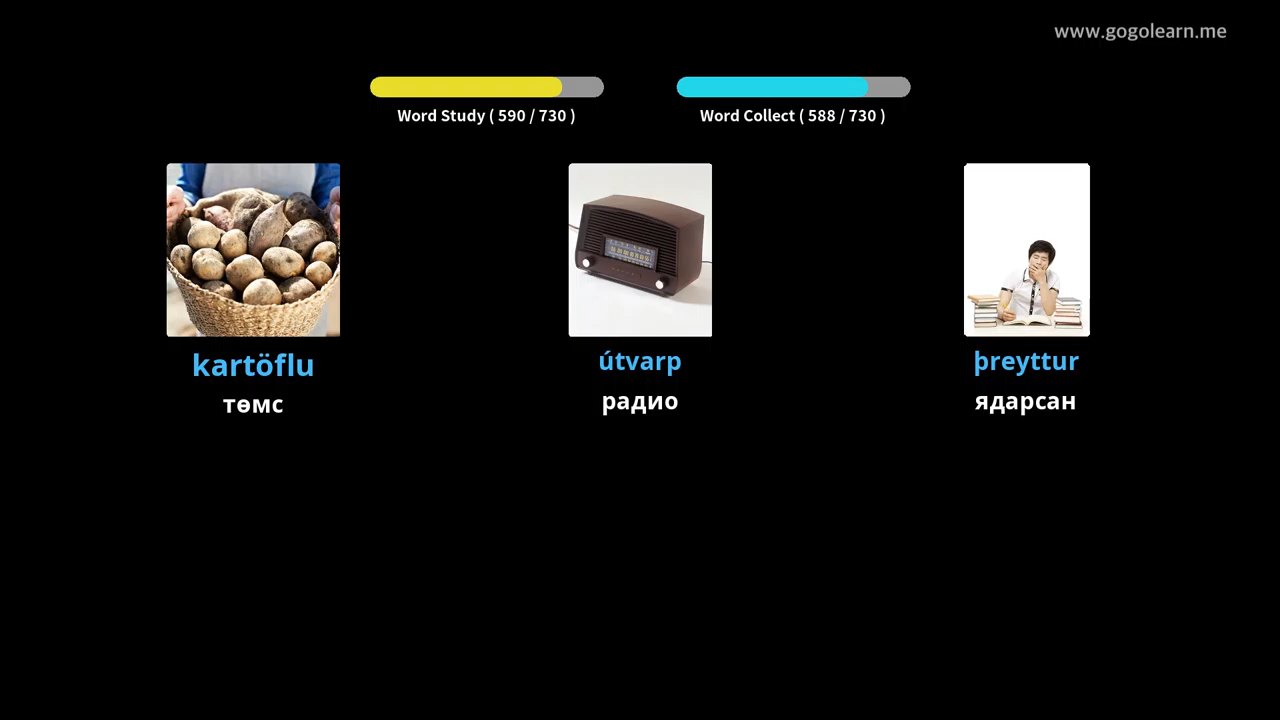 www.gogolearn.me
Word Study ( 590 / 730 )
Word Collect ( 588 / 730 )
kartöflu
төмс
útvarp
радио
þreyttur
ядарсан